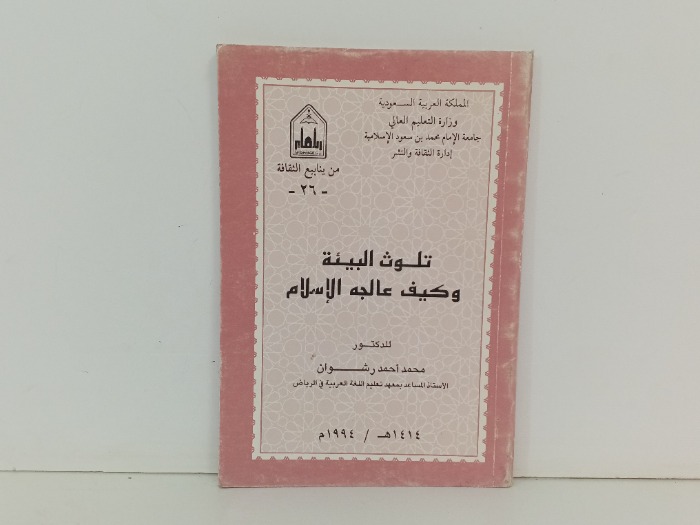 المملكة العربية السعودية
وزارة التعليم العالي
جامعة الإمام محمد بن سعود الإسلامية
إدارة الثقافة والنشر
من ينابيع الثقافة
- ٢٦ -
تلوث البيئة
وكيف عالجه الإسلام
للدكتور
محمد أحمد رشوان
الأستاذ المساعد بمعهد تعليم اللغة العربية في الرياض
١٤١٤هـ / ١٩٩٤م